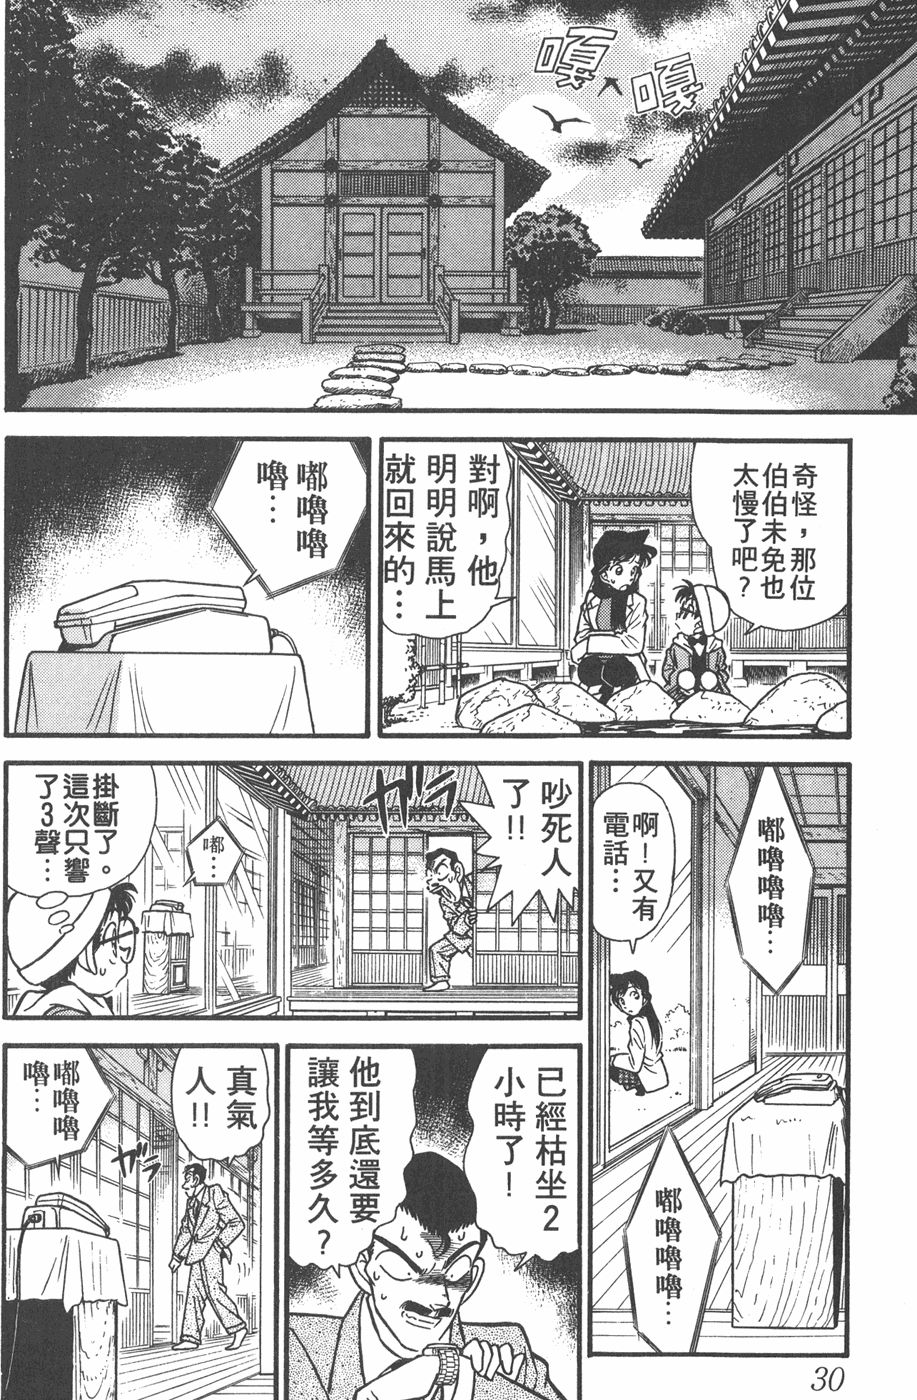 嘎
嘎
奇怪，那位
伯伯未免也
太慢了吧？
對啊，他
明明說馬上
就回來的…
嘟嚕嚕
嚕…
嘟嚕嚕嚕…
啊！又有
電話…
嘟嚕嚕嚕…
吵死人
了!!
ガラ
嘟…
掛斷了。
這次只響
了3聲…
已經枯坐2
小時了！
他到底還要
讓我等多久？
真氣
人!!
ガラ
嘟嚕嚕
嚕…
30